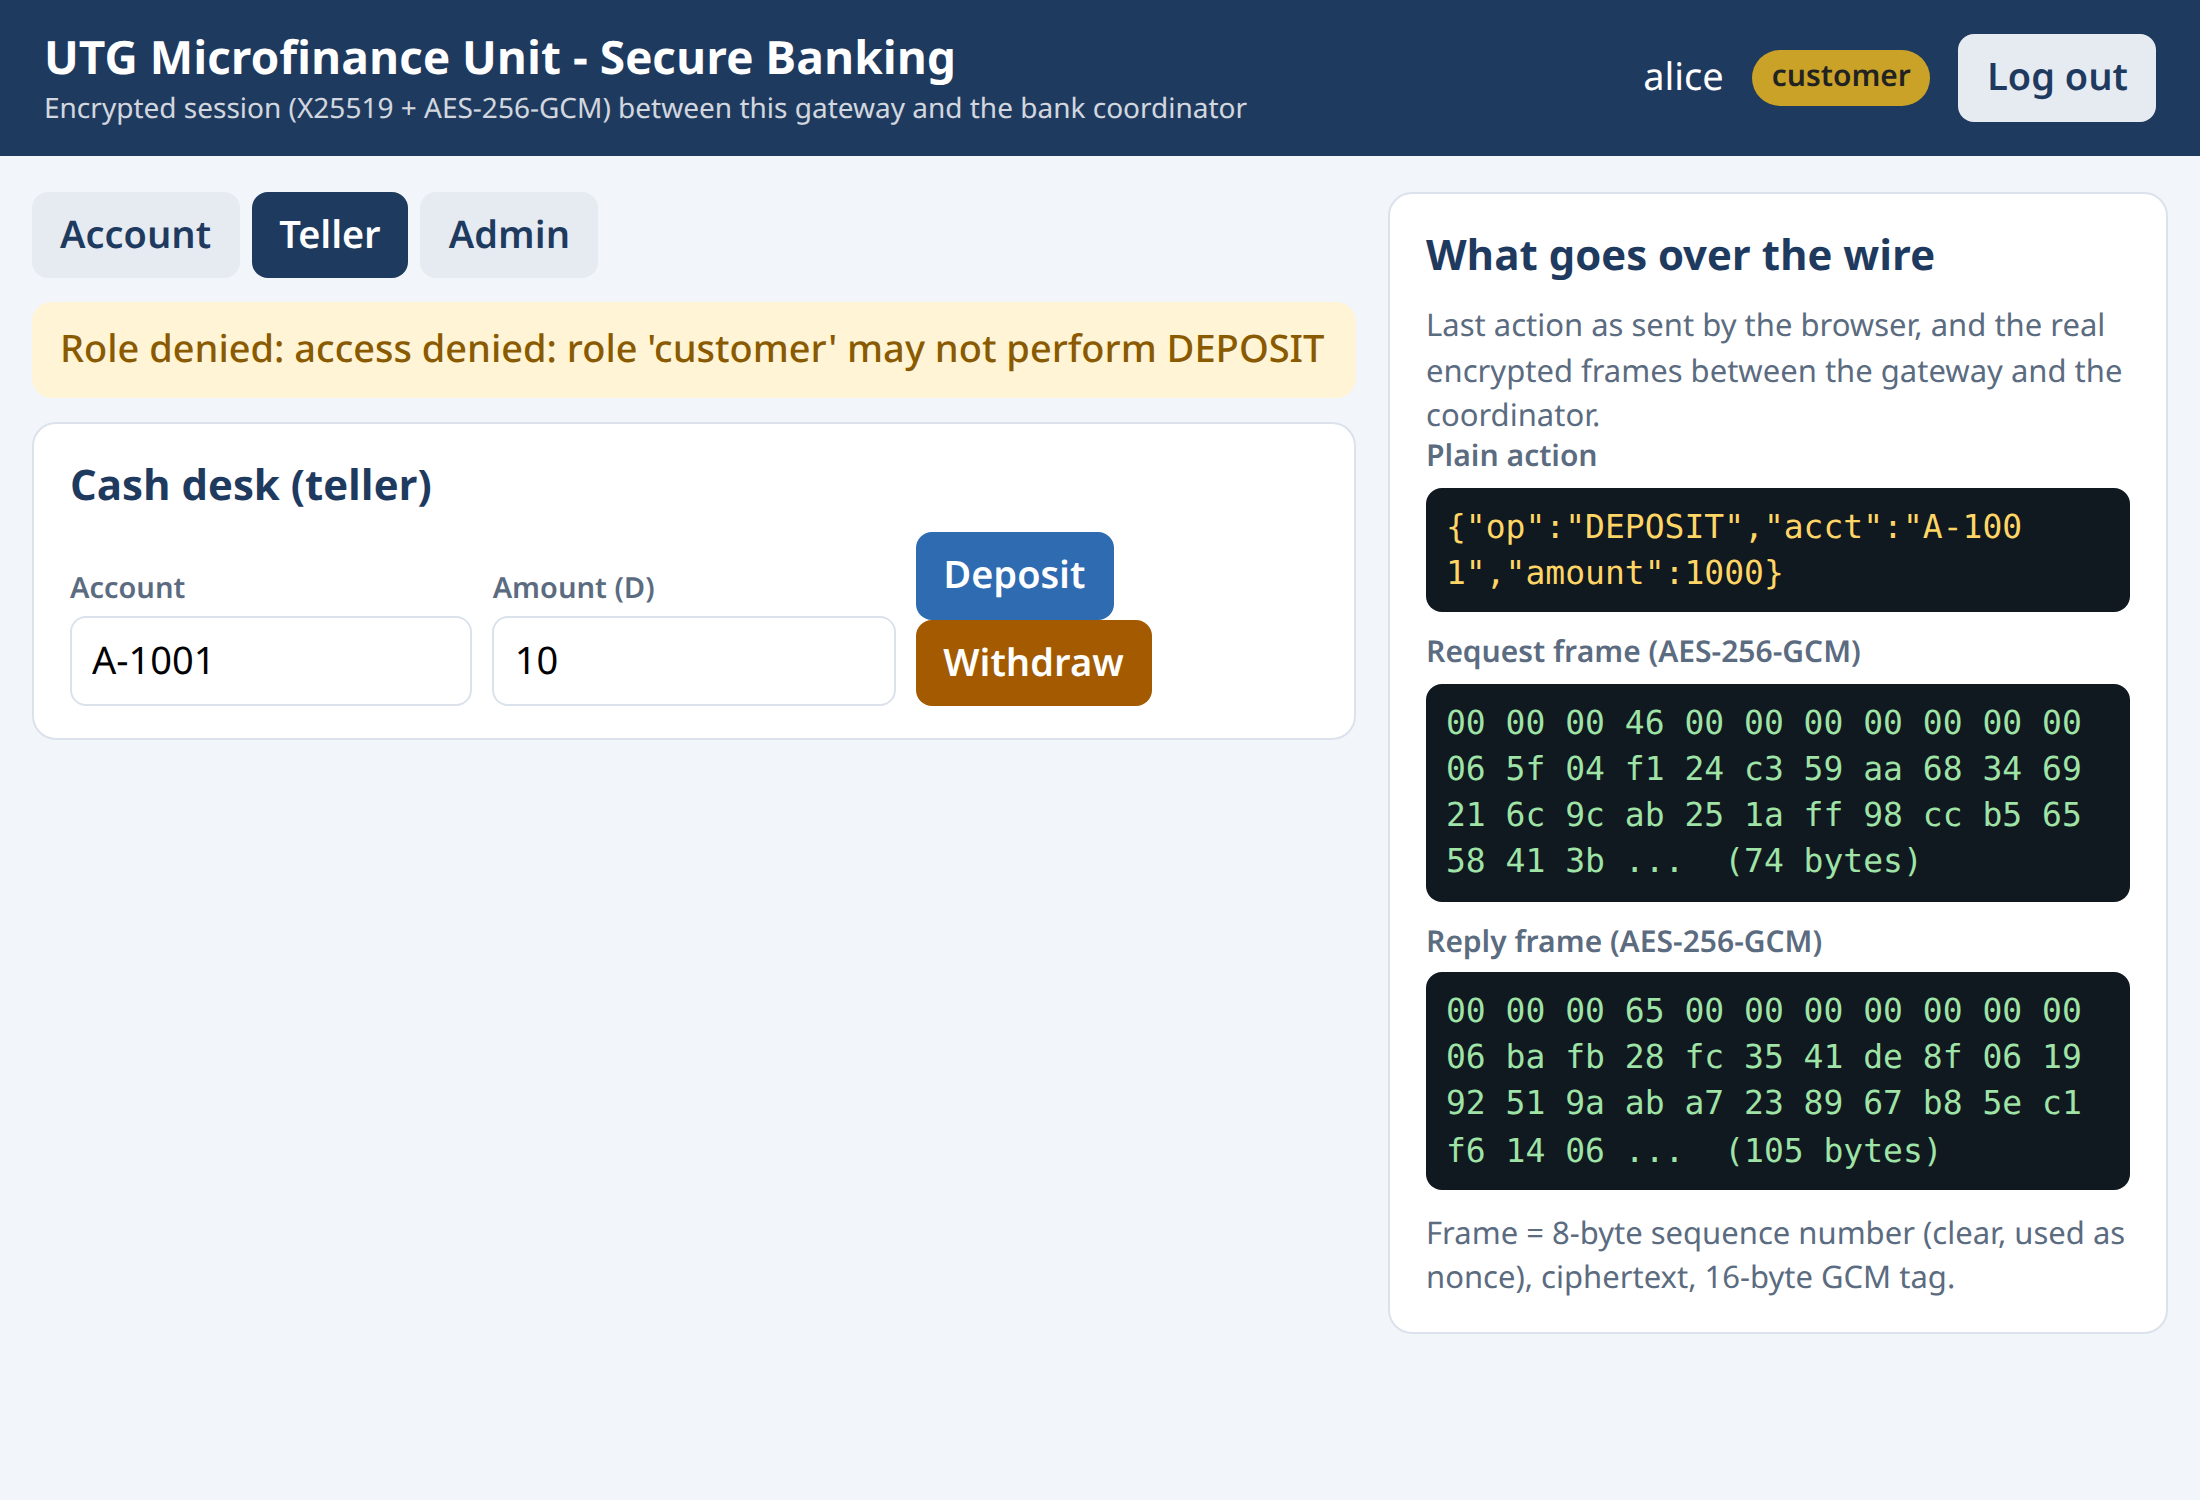 UTG Microfinance Unit - Secure Banking
Encrypted session (X25519 + AES-256-GCM) between this gateway and the bank coordinator
alice
customer
Log out
Account
Teller
Admin
Role denied: access denied: role 'customer' may not perform DEPOSIT
Cash desk (teller)
Account
Amount (D)
A-1001
10
Deposit
Withdraw
What goes over the wire
Last action as sent by the browser, and the real
encrypted frames between the gateway and the
coordinator.
Plain action
{"op":"DEPOSIT","acct":"A-100
1","amount":1000}
Request frame (AES-256-GCM)
00 00 00 46 00 00 00 00 00 00 00
06 5f 04 f1 24 c3 59 aa 68 34 69
21 6c 9c ab 25 1a ff 98 cc b5 65
58 41 3b ... (74 bytes)
Reply frame (AES-256-GCM)
00 00 00 65 00 00 00 00 00 00 00
06 ba fb 28 fc 35 41 de 8f 06 19
92 51 9a ab a7 23 89 67 b8 5e c1
f6 14 06 ... (105 bytes)
Frame = 8-byte sequence number (clear, used as
nonce), ciphertext, 16-byte GCM tag.